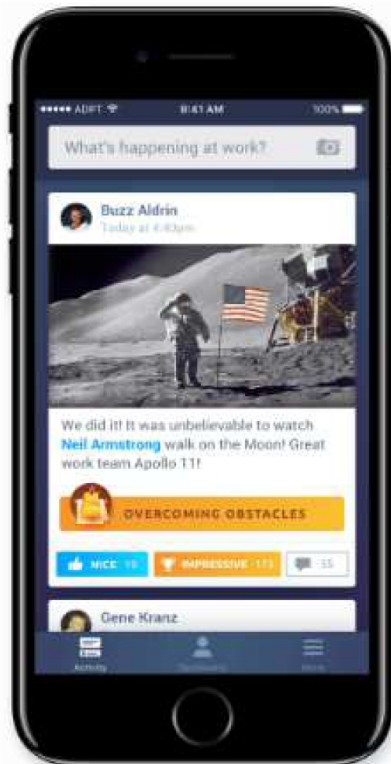 ADPT 8:41 AM 100%
What's happening at work?
Buzz Aldrin
Today at 4:40pm
We did it! It was unbelievable to watch
Neil Armstrong walk on the Moon! Great
work team Apollo 11!
OVERCOMING OBSTACLES
NICE IMPRESSIVE 173
Gene Kranz
Activity More